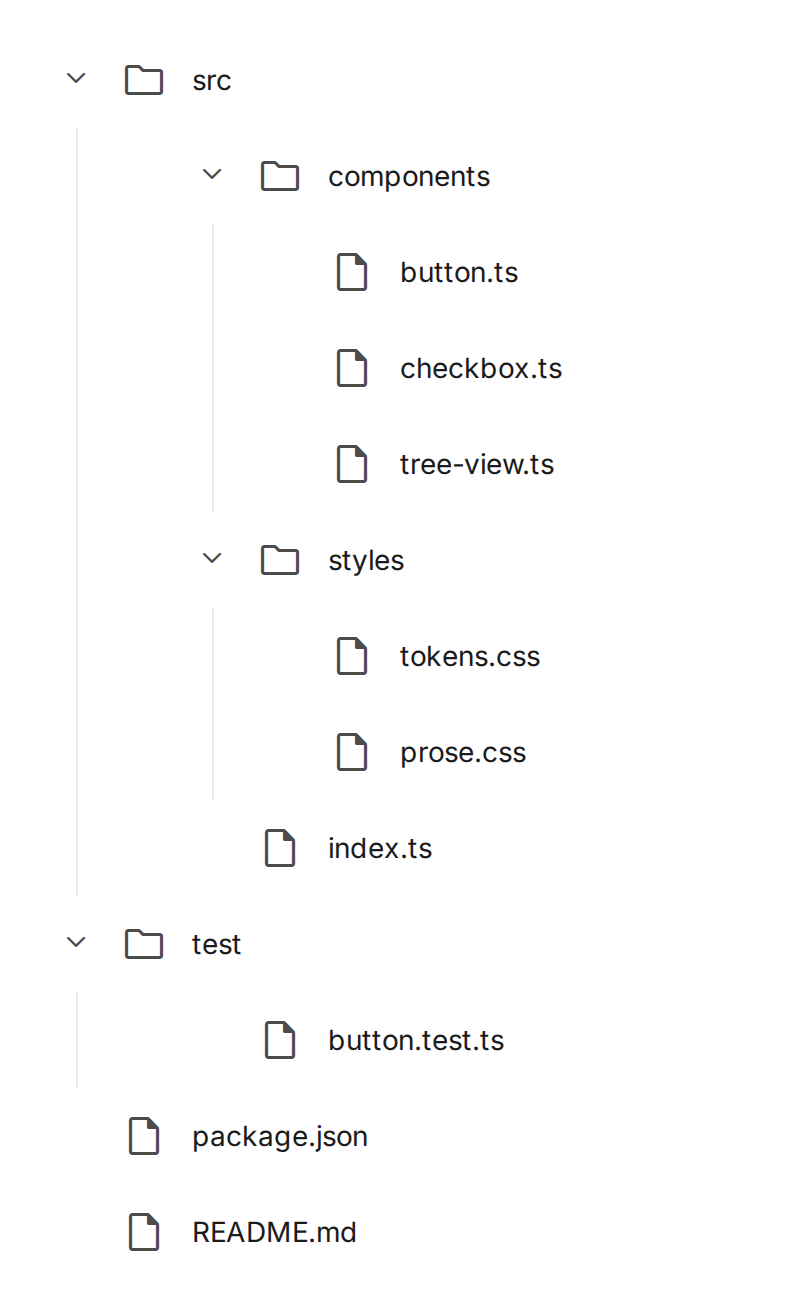 src
components
button.ts
checkbox.ts
tree-view.ts
styles
tokens.css
prose.css
index.ts
test
button.test.ts
package.json
README.md